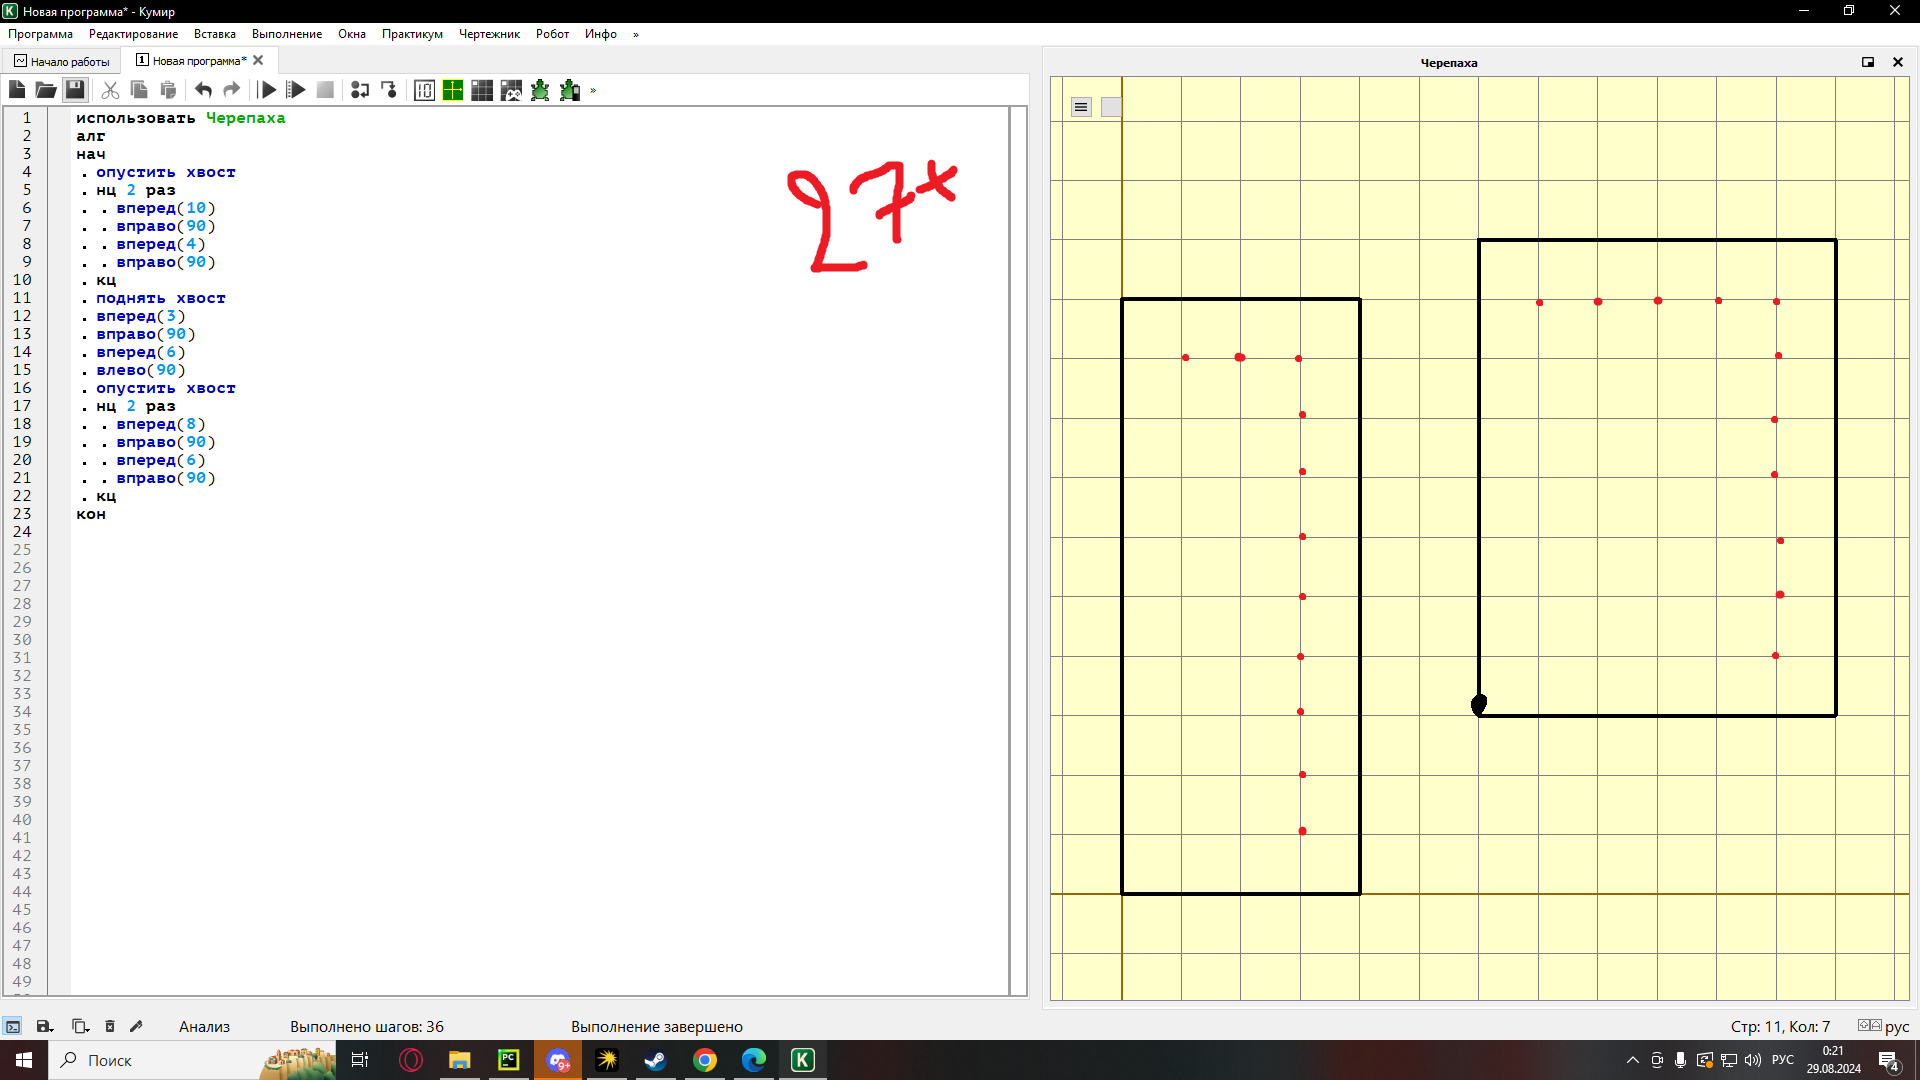 Новая программа* - Кумир
Программа Редактирование Вставка Выполнение Окна Практикум Чертежник Робот Инфо »
Начало работы
1 Новая программа*
Черепаха
»
1 использовать Черепаха
2 алг
3 нач
4 . опустить хвост
5 . нц 2 раз
6 . . вперед(10)
7 . . вправо(90)
8 . . вперед(4)
9 . . вправо(90)
10 . кц
11 . поднять хвост
12 . вперед(3)
13 . вправо(90)
14 . вперед(6)
15 . влево(90)
16 . опустить хвост
17 . нц 2 раз
18 . . вперед(8)
19 . . вправо(90)
20 . . вперед(6)
21 . . вправо(90)
22 . кц
23 кон
24
25
26
27
28
29
30
31
32
33
34
35
36
37
38
39
40
41
42
43
44
45
46
47
48
49
27x
Анализ Выполнено шагов: 36 Выполнение завершено Стр: 11, Кол: 7 рус
Поиск
PC
9+
K
РУС
0:21
29.08.2024
4